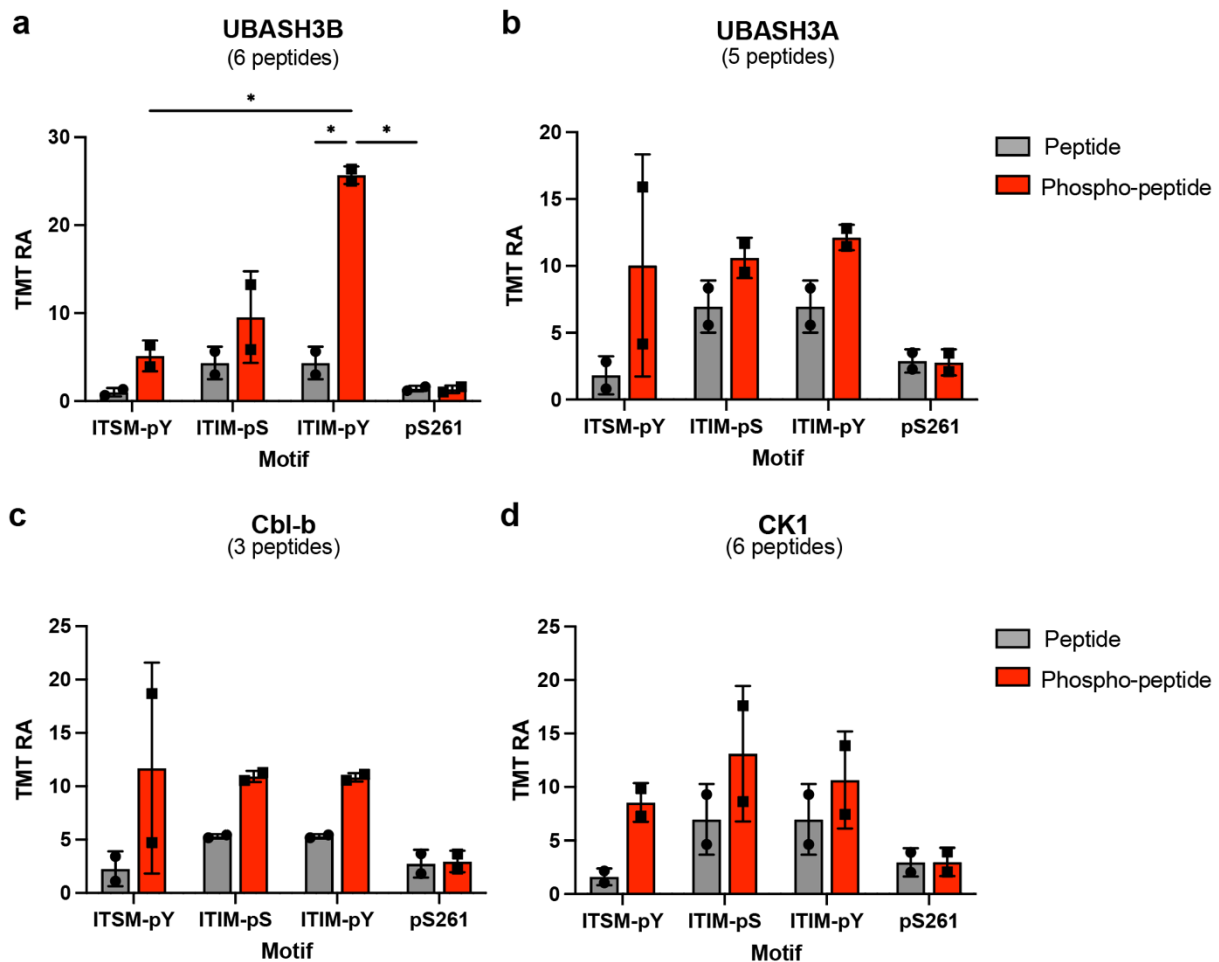 a
UBASH3B
(6 peptides)
*
* *
TMT RA
30
20
10
0
ITSM-pY ITIM-pS ITIM-pY pS261
Motif
b
UBASH3A
(5 peptides)
TMT RA
20
15
10
5
0
ITSM-pY ITIM-pS ITIM-pY pS261
Motif
Peptide
Phospho-peptide
c
Cbl-b
(3 peptides)
TMT RA
25
20
15
10
5
0
ITSM-pY ITIM-pS ITIM-pY pS261
Motif
d
CK1
(6 peptides)
TMT RA
25
20
15
10
5
0
ITSM-pY ITIM-pS ITIM-pY pS261
Motif
Peptide
Phospho-peptide